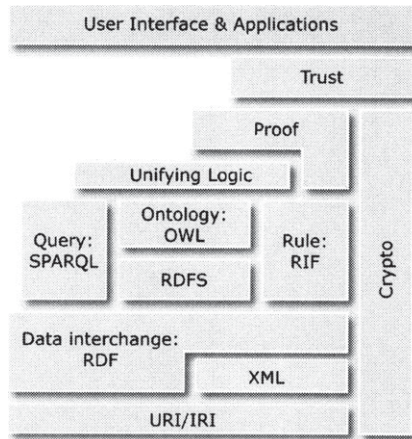 User Interface & Applications
Trust
Proof
Unifying Logic
Ontology:
OWL
Query:
SPARQL
Rule:
RIF
RDFS
Crypto
Data interchange:
RDF
XML
URI/IRI